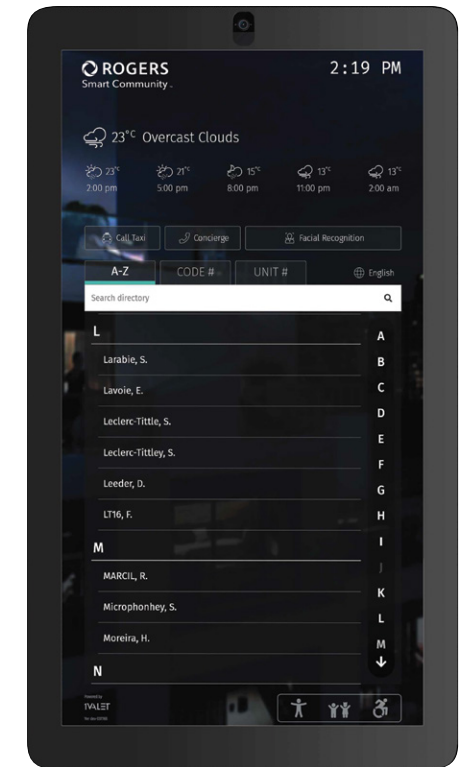 ROGERS 2:19 PM
Smart Community™
23°C Overcast Clouds
23°C 21°C 15°C 13°C 13°C
2:00 pm 5:00 pm 8:00 pm 11:00 pm 2:00 am
Call Taxi Concierge Facial Recognition
A-Z CODE # UNIT # English
Search directory
L
A
Larabie, S.
B
Lavoie, E.
C
D
Leclerc-Tittle, S.
E
Leclerc-Tittley, S.
F
Leeder, D.
G
LT16, F.
H
M
I
J
MARCIL, R.
K
Microphonhey, S.
L
Moreira, H.
M
N
Powered by
1VALET